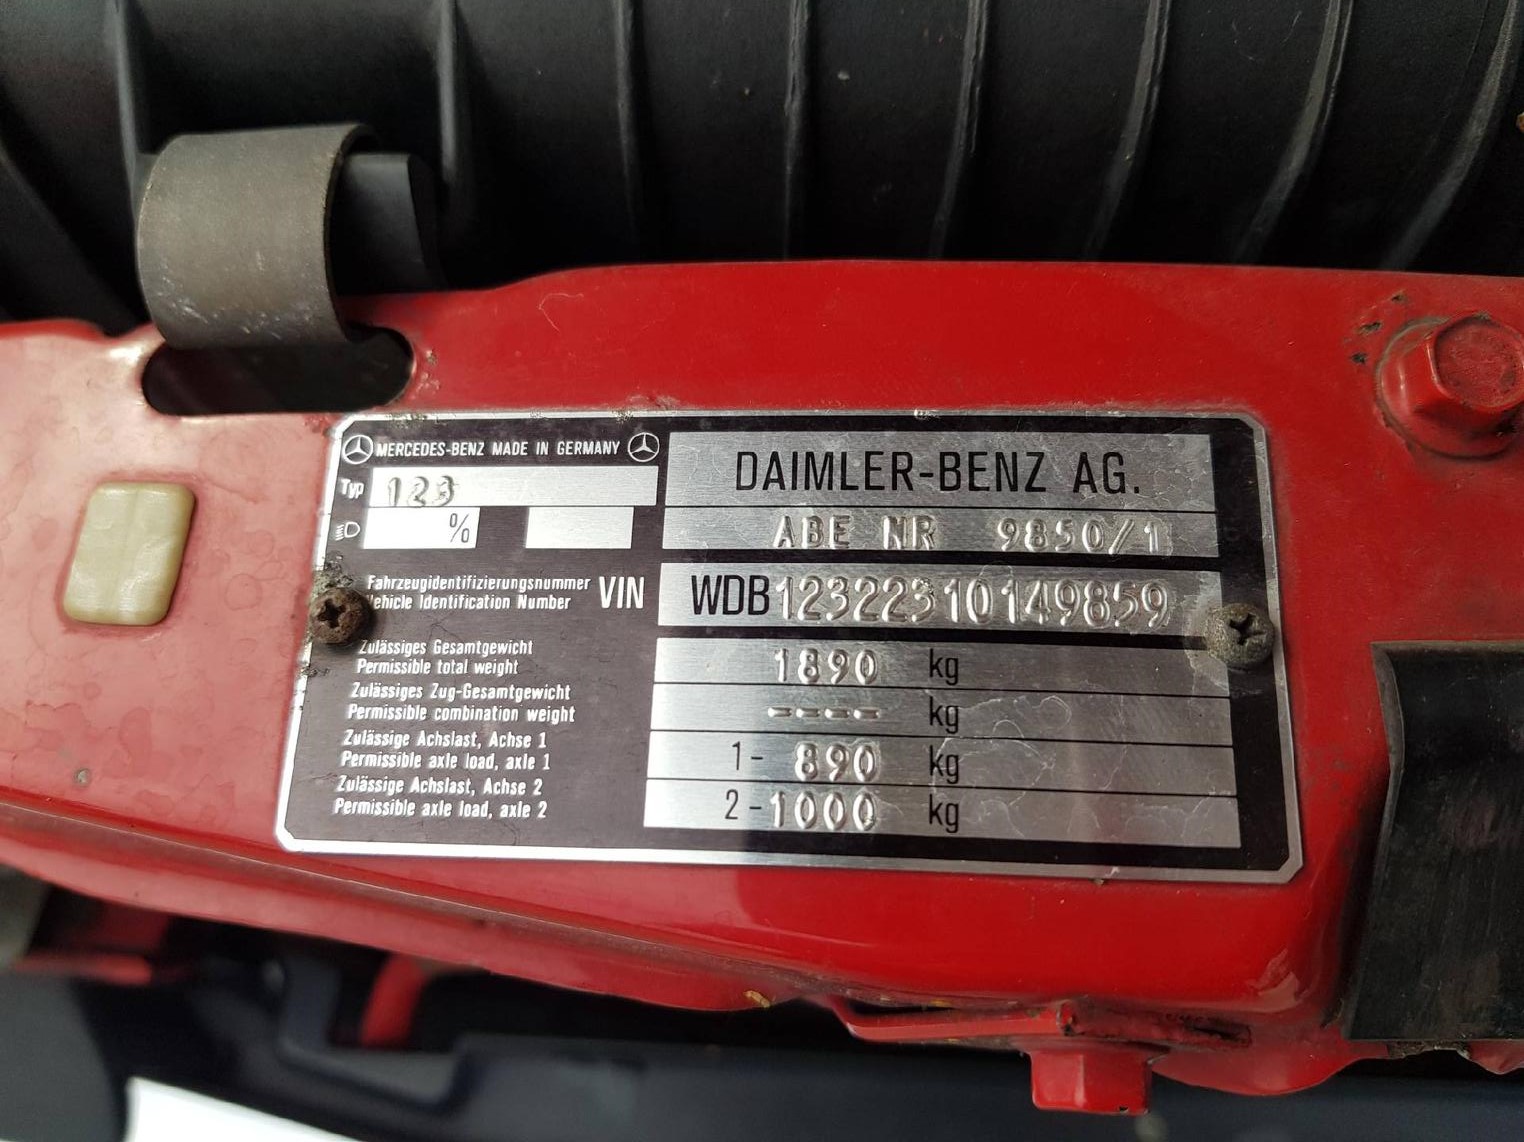 MERCEDES-BENZ MADE IN GERMANY
DAIMLER-BENZ AG.
Typ 123
%
ABE NR 9850/1
Fahrzeugidentifizierungsnummer
Vehicle Identification Number
VIN
WDB12322310149859
Zulässiges Gesamtgewicht
Permissible total weight
1890 kg
Zulässiges Zug-Gesamtgewicht
Permissible combination weight
---- kg
Zulässige Achslast, Achse 1
Permissible axle load, axle 1
1- 890 kg
Zulässige Achslast, Achse 2
Permissible axle load, axle 2
2-1000 kg